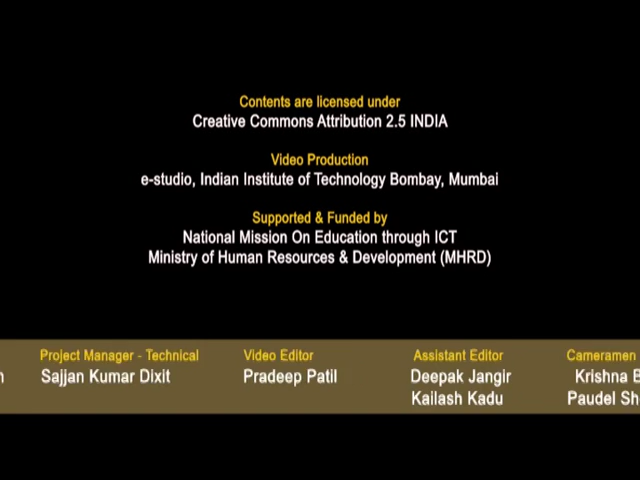 Contents are licensed under
Creative Commons Attribution 2.5 INDIA
Video Production
e-studio, Indian Institute of Technology Bombay, Mumbai
Supported & Funded by
National Mission On Education through ICT
Ministry of Human Resources & Development (MHRD)
Project Manager - Technical
Sajjan Kumar Dixit
Video Editor
Pradeep Patil
Assistant Editor
Deepak Jangir
Kailash Kadu
Cameramen
Krishna
Paudel